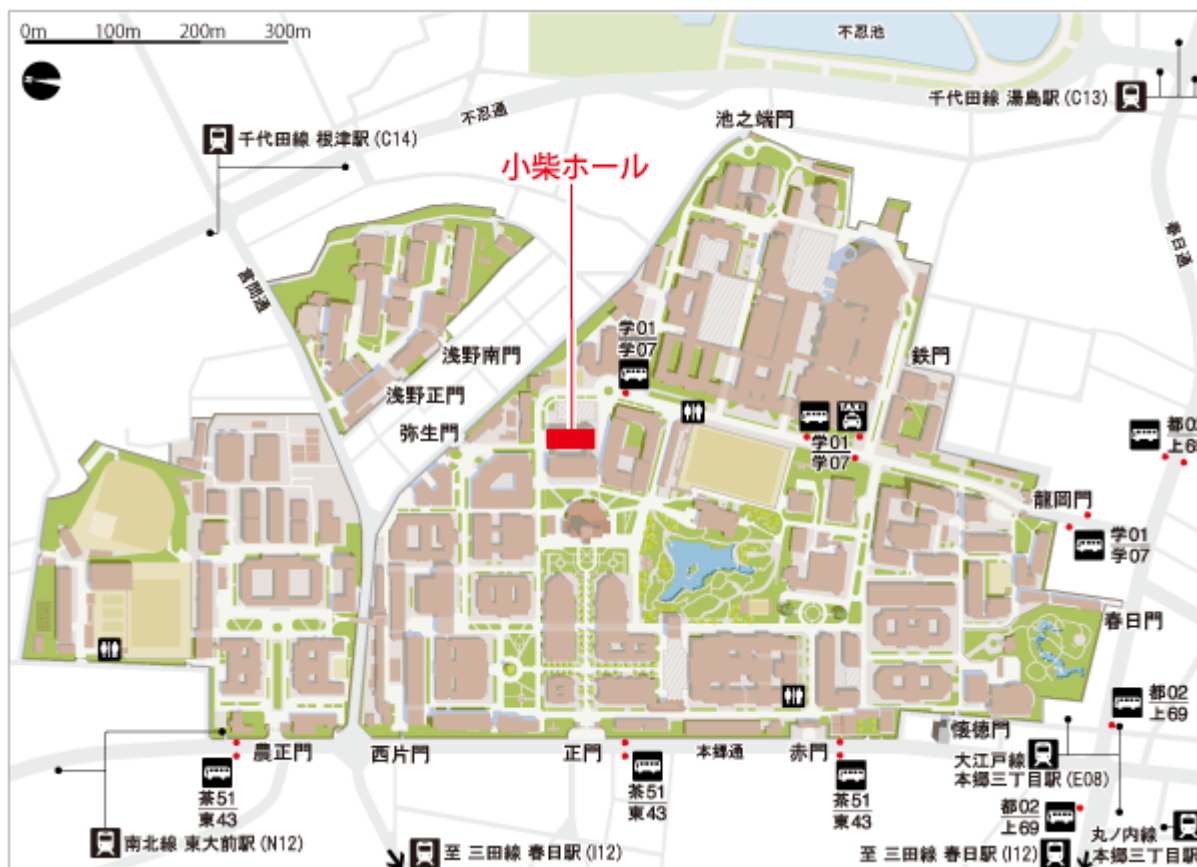 0m 100m 200m 300m
不忍池
千代田線 湯島駅 (C13)
不忍通
池之端門
千代田線 根津駅 (C14)
小柴ホール
春日通
言問通
学01
学07
浅野南門
鉄門
浅野正門
弥生門
TAXI
都02
学01
学07
龍岡門
学01
学07
春日門
都02
上69
懐徳門
農正門
西片門
正門
本郷通
赤門
大江戸線
本郷三丁目駅 (E08)
茶51
東43
茶51
東43
茶51
東43
都02
上69
南北線 東大前駅 (N12)
至 三田線 春日駅 (I12)
至 三田線 春日駅 (I12)
丸ノ内線
本郷三丁目駅